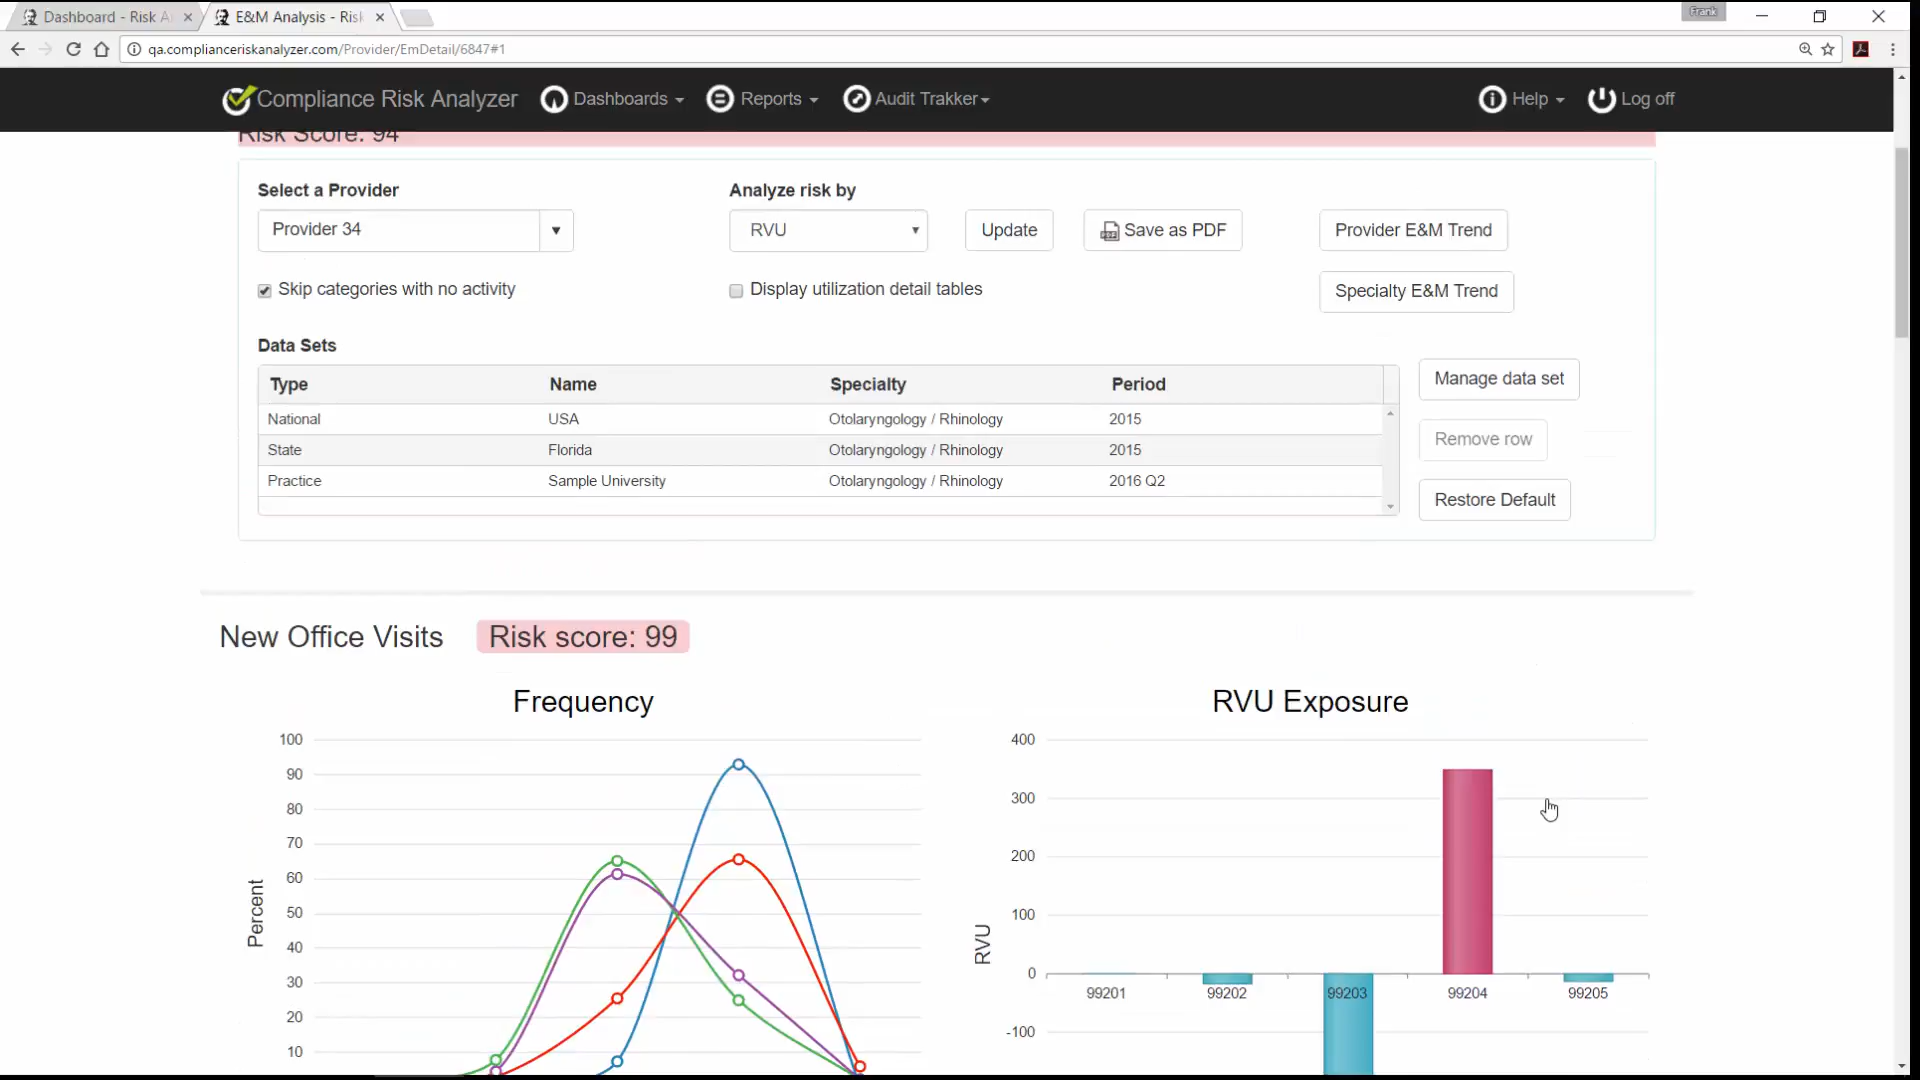 Dashboard - Risk A
E&M Analysis - Risk
Frank
qa.complianceriskanalyzer.com/Provider/EmDetail/6847#1
Compliance Risk Analyzer
Dashboards
Reports
Audit Trakker
Help
Log off
Risk Score: 94
Select a Provider
Analyze risk by
Provider 34
RVU
Update
Save as PDF
Provider E&M Trend
Skip categories with no activity
Display utilization detail tables
Specialty E&M Trend
Data Sets
Type Name Specialty Period
National USA Otolaryngology / Rhinology 2015
State Florida Otolaryngology / Rhinology 2015
Practice Sample University Otolaryngology / Rhinology 2016 Q2
Manage data set
Remove row
Restore Default
New Office Visits
Risk score: 99
Frequency
100
90
80
70
60
50
40
30
20
10
Percent
RVU Exposure
400
300
200
100
0
-100
RVU
99201 99202 99203 99204 99205